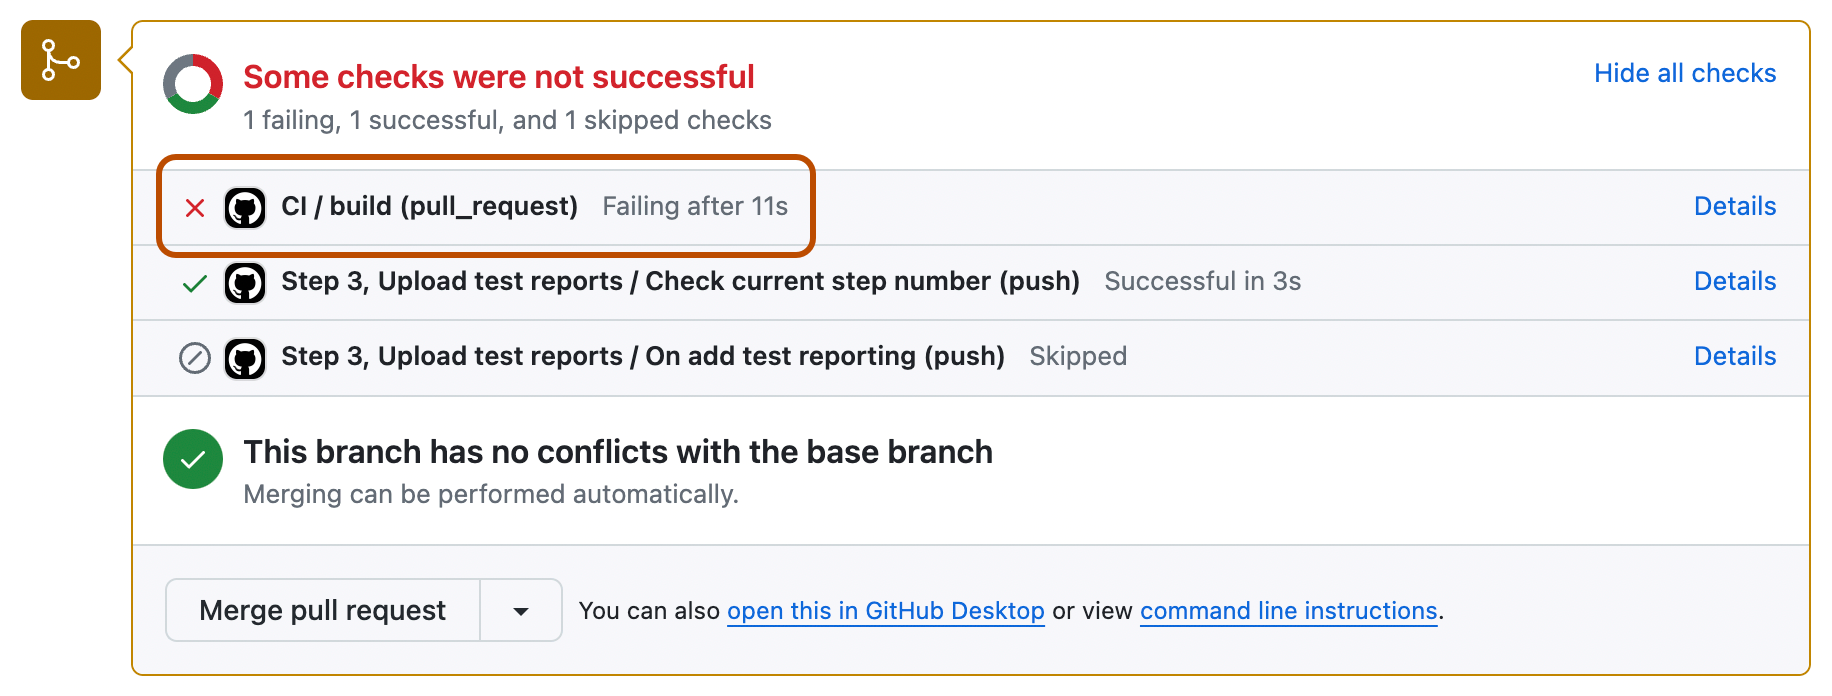 Some checks were not successful
Hide all checks
1 failing, 1 successful, and 1 skipped checks
CI / build (pull_request) Failing after 11s Details
Step 3, Upload test reports / Check current step number (push) Successful in 3s Details
Step 3, Upload test reports / On add test reporting (push) Skipped Details
This branch has no conflicts with the base branch
Merging can be performed automatically.
Merge pull request You can also open this in GitHub Desktop or view command line instructions.